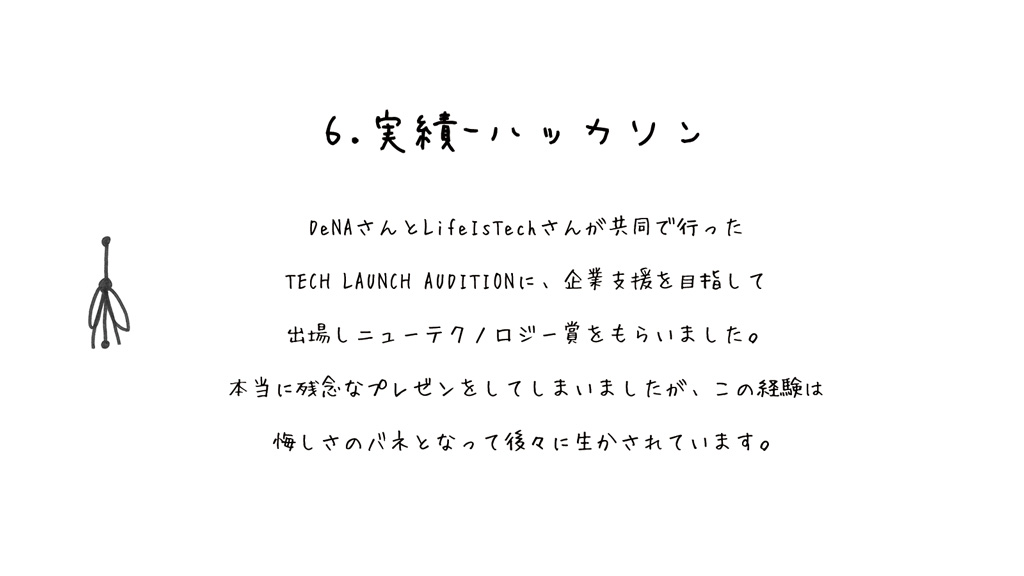 6.実績-ハッカソン
DeNAさんとLifeIsTechさんが共同で行った
TECH LAUNCH AUDITIONに、企業支援を目指して
出場しニューテクノロジー賞をもらいました。
本当に残念なプレゼンをしてしまいましたが、この経験は
悔しさのバネとなって後々に生かされています。